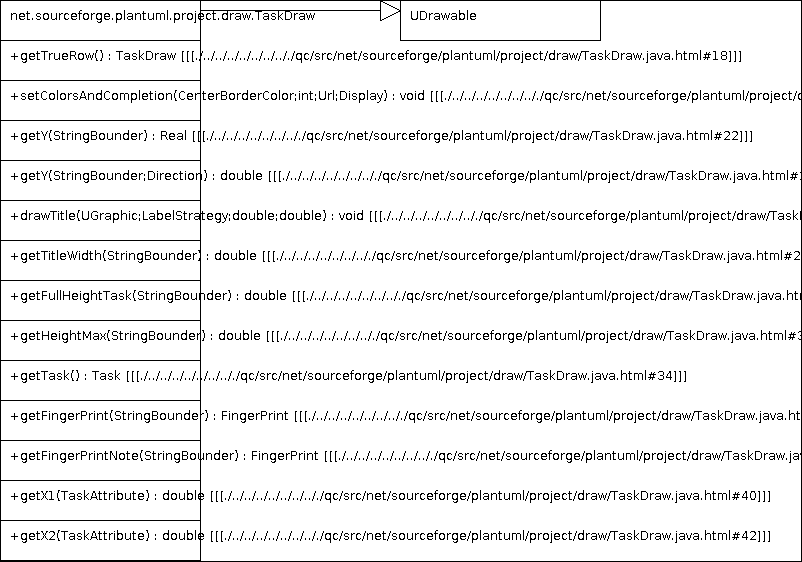 net.sourceforge.plantuml.project.draw.TaskDraw
UDrawable
+getTrueRow() : TaskDraw [[[./../../../../../../../qc/src/net/sourceforge/plantuml/project/draw/TaskDraw.java.html#18]]]
+setColorsAndCompletion(CenterBorderColor;int;Url;Display) : void [[[./../../../../../../../qc/src/net/sourceforge/plantuml/project/d
+getY(StringBounder) : Real [[[./../../../../../../../qc/src/net/sourceforge/plantuml/project/draw/TaskDraw.java.html#22]]]
+getY(StringBounder;Direction) : double [[[./../../../../../../../qc/src/net/sourceforge/plantuml/project/draw/TaskDraw.java.html#
+drawTitle(UGraphic;LabelStrategy;double;double) : void [[[./../../../../../../../qc/src/net/sourceforge/plantuml/project/draw/Task
+getTitleWidth(StringBounder) : double [[[./../../../../../../../qc/src/net/sourceforge/plantuml/project/draw/TaskDraw.java.html#2
+getFullHeightTask(StringBounder) : double [[[./../../../../../../../qc/src/net/sourceforge/plantuml/project/draw/TaskDraw.java.ht
+getHeightMax(StringBounder) : double [[[./../../../../../../../qc/src/net/sourceforge/plantuml/project/draw/TaskDraw.java.html#3
+getTask() : Task [[[./../../../../../../../qc/src/net/sourceforge/plantuml/project/draw/TaskDraw.java.html#34]]]
+getFingerPrint(StringBounder) : FingerPrint [[[./../../../../../../../qc/src/net/sourceforge/plantuml/project/draw/TaskDraw.java.ht
+getFingerPrintNote(StringBounder) : FingerPrint [[[./../../../../../../../qc/src/net/sourceforge/plantuml/project/draw/TaskDraw.ja
+getX1(TaskAttribute) : double [[[./../../../../../../../qc/src/net/sourceforge/plantuml/project/draw/TaskDraw.java.html#40]]]
+getX2(TaskAttribute) : double [[[./../../../../../../../qc/src/net/sourceforge/plantuml/project/draw/TaskDraw.java.html#42]]]